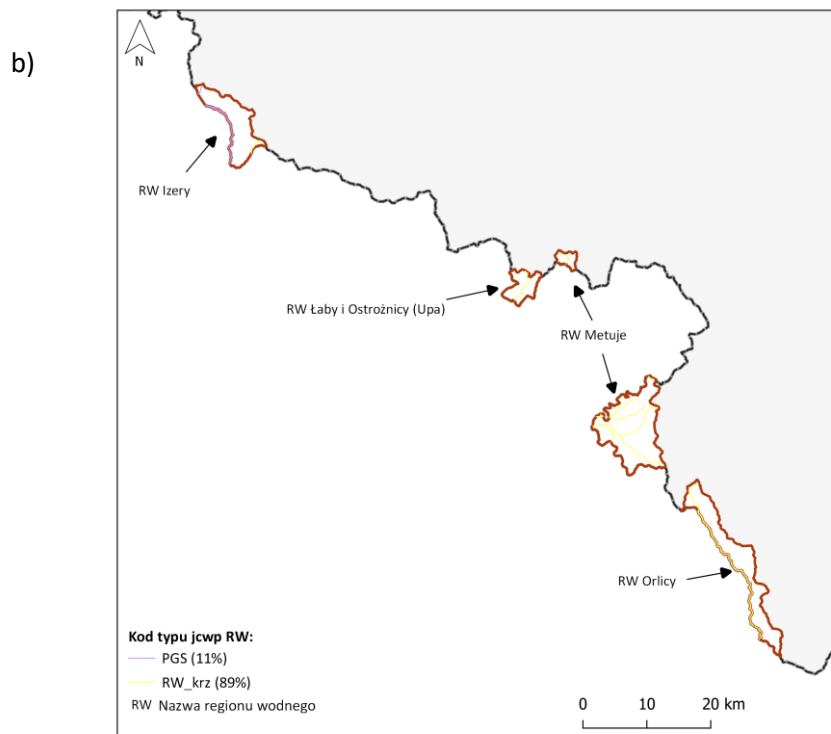 b)
N
RW Izery
RW Łaby i Ostrożnicy (Upa)
RW Metuje
RW Orlicy
Kod typu jcwp RW:
PGS (11%)
RW_krz (89%)
RW Nazwa regionu wodnego
0 10 20 km